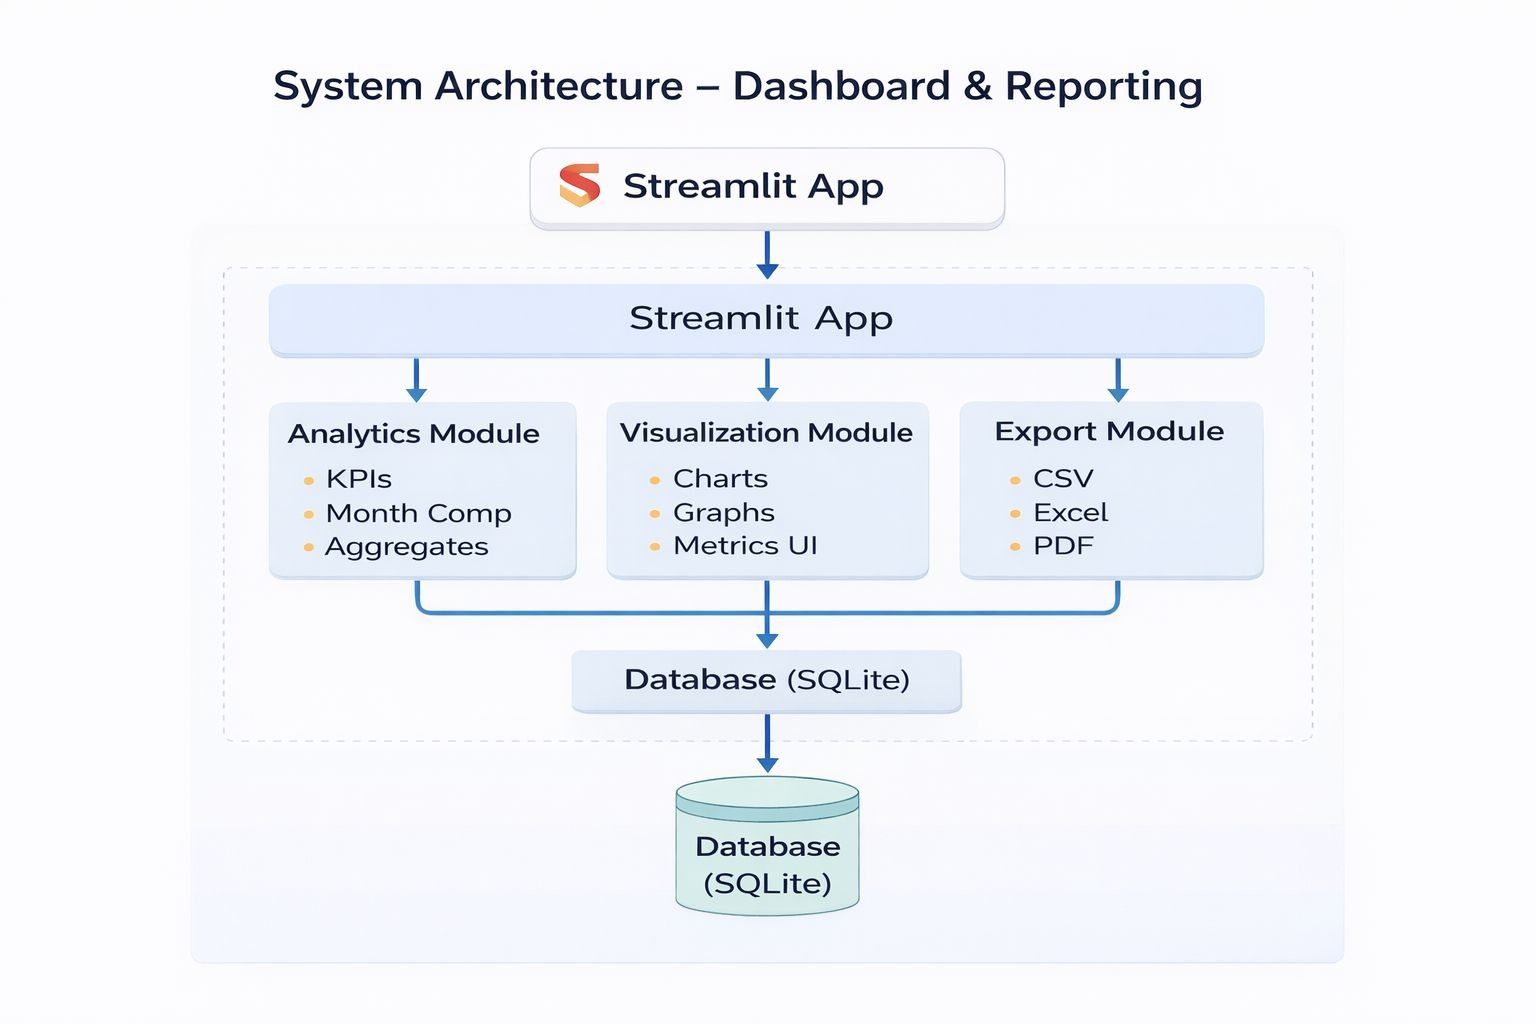 System Architecture – Dashboard & Reporting
Streamlit App
Streamlit App
Analytics Module
KPIs
Month Comp
Aggregates
Visualization Module
Charts
Graphs
Metrics UI
Export Module
CSV
Excel
PDF
Database (SQLite)
Database
(SQLite)